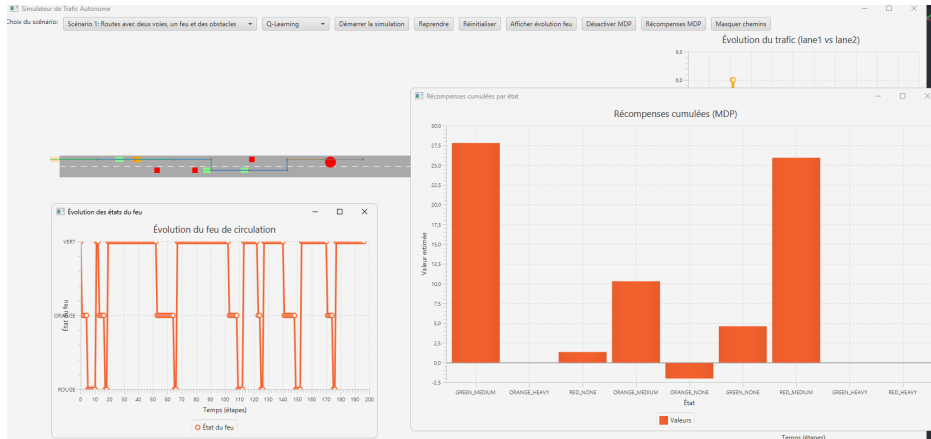 Simulateur de Trafic Autonome
Choix du scénario: Scénario 1: Routes avec deux voies, un feu et des obstacles Q-Learning Démarrer la simulation Reprendre Réinitialiser Afficher évolution feu Désactiver MDP Récompenses MDP Masquer chemins
Évolution du trafic (lane1 vs lane2)
6,5
6,0
Récompenses cumulées par état
Récompenses cumulées (MDP)
30,0
27,5
25,0
22,5
20,0
17,5
15,0
12,5
10,0
7,5
5,0
2,5
0,0
-2,5
Valeur estimée
GREEN_MEDIUM ORANGE_HEAVY RED_NONE ORANGE_MEDIUM ORANGE_NONE GREEN_NONE RED_MEDIUM GREEN_HEAVY RED_HEAVY
État
Valeurs
Évolution des états du feu
Évolution du feu de circulation
VERT
ORANGE
ROUGE
État du feu
0 10 20 30 40 50 60 70 80 90 100 110 120 130 140 150 160 170 180 190 200
Temps (étapes)
État du feu
Temps (étapes)